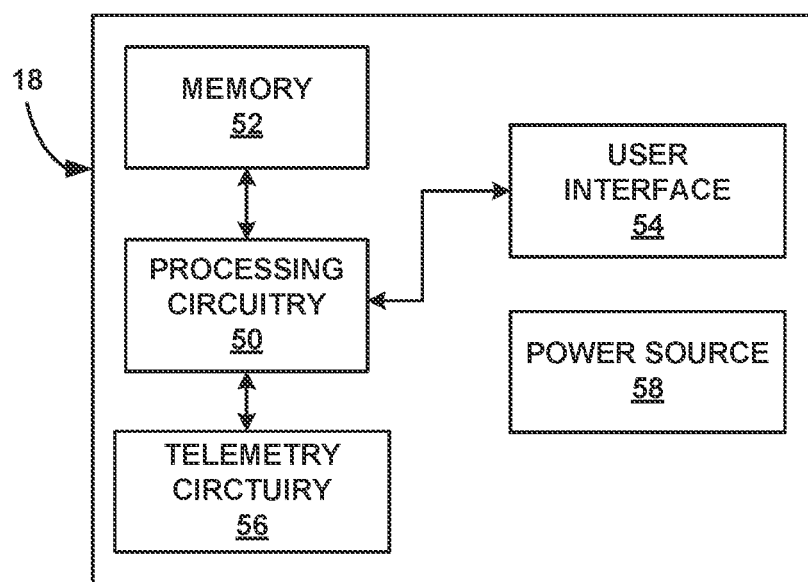 18
MEMORY
52
USER
INTERFACE
54
PROCESSING
CIRCUITRY
50
POWER SOURCE
58
TELEMETRY
CIRCTUIRY
56